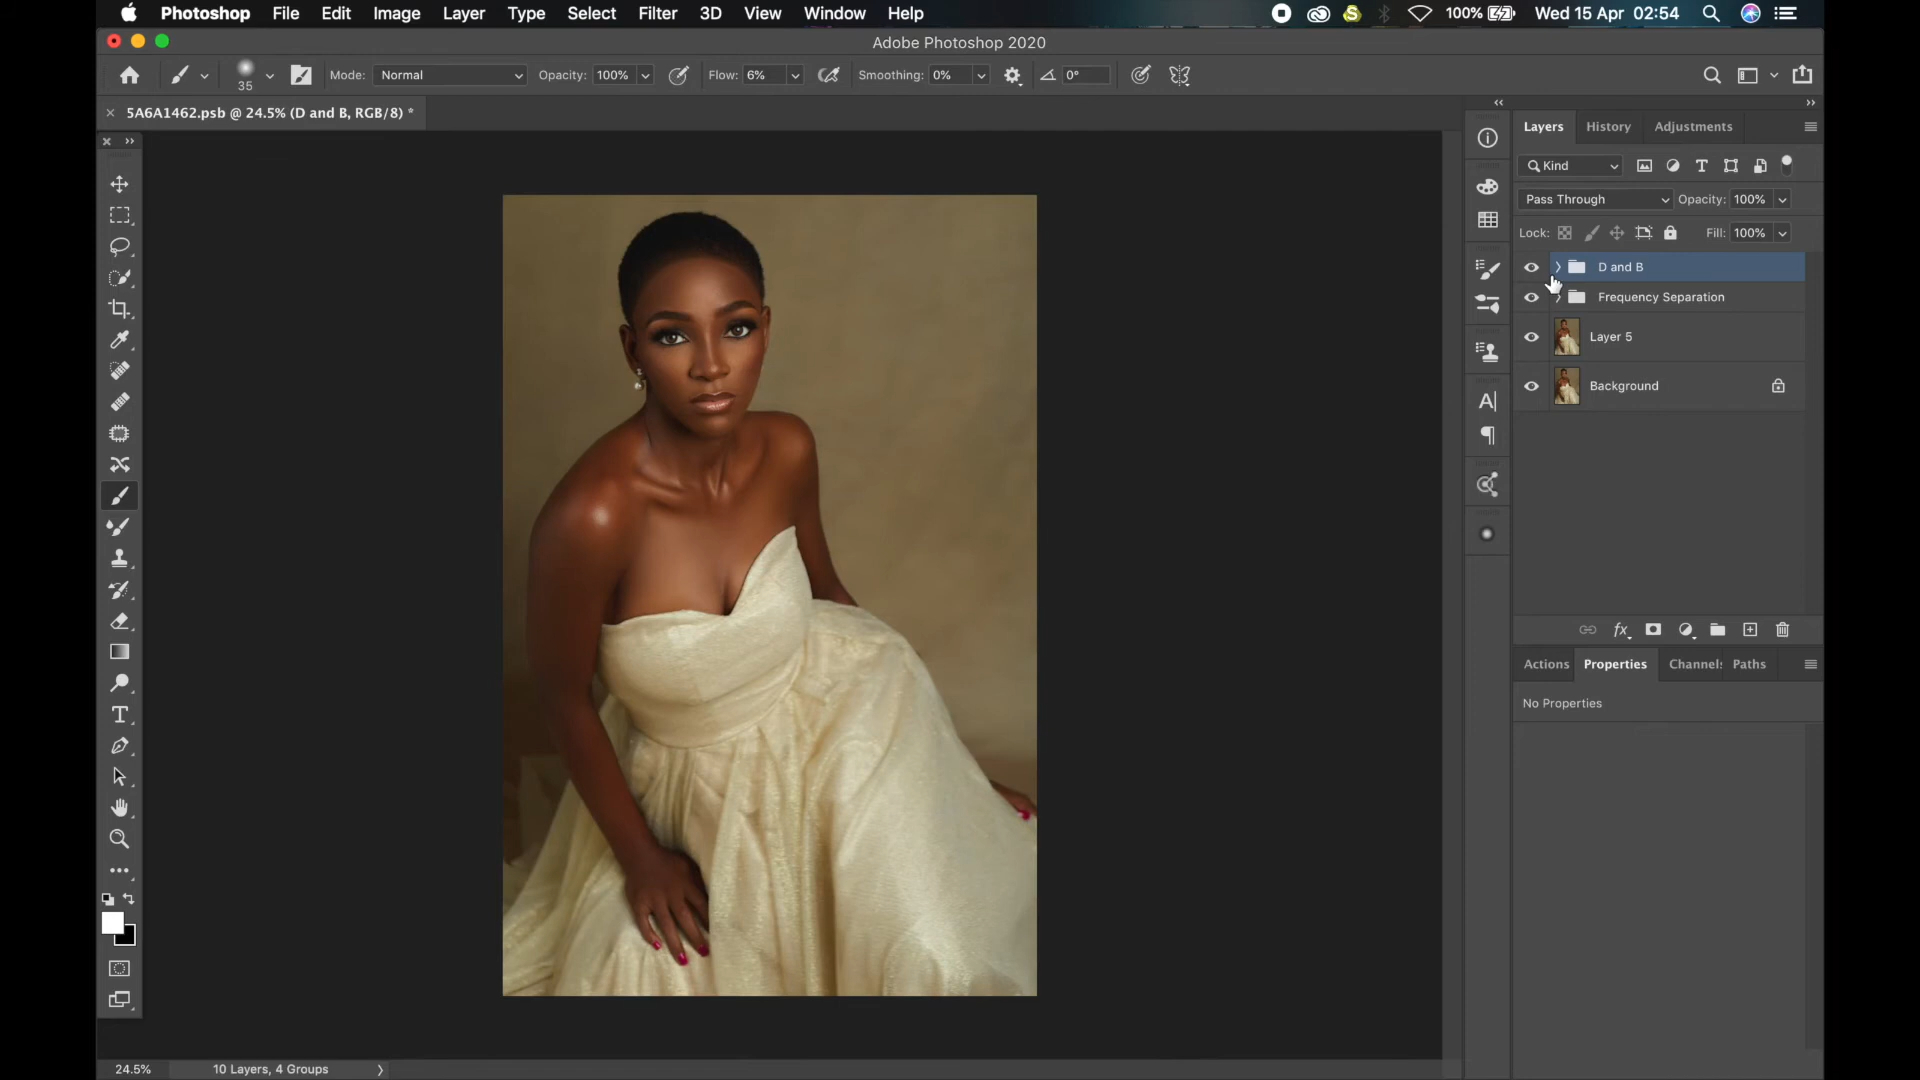 Photoshop File Edit Image Layer Type Select Filter 3D View Window Help 100% Wed 15 Apr 02:54
Adobe Photoshop 2020
35 Mode: Normal Opacity: 100% Flow: 6% Smoothing: 0% 0°
5A6A1462.psb @ 24.5% (D and B, RGB/8) *
Layers History Adjustments
Kind
Pass Through Opacity: 100%
Lock: Fill: 100%
D and B
Frequency Separation
Layer 5
Background
Actions Properties Channel: Paths
No Properties
24.5% 10 Layers, 4 Groups